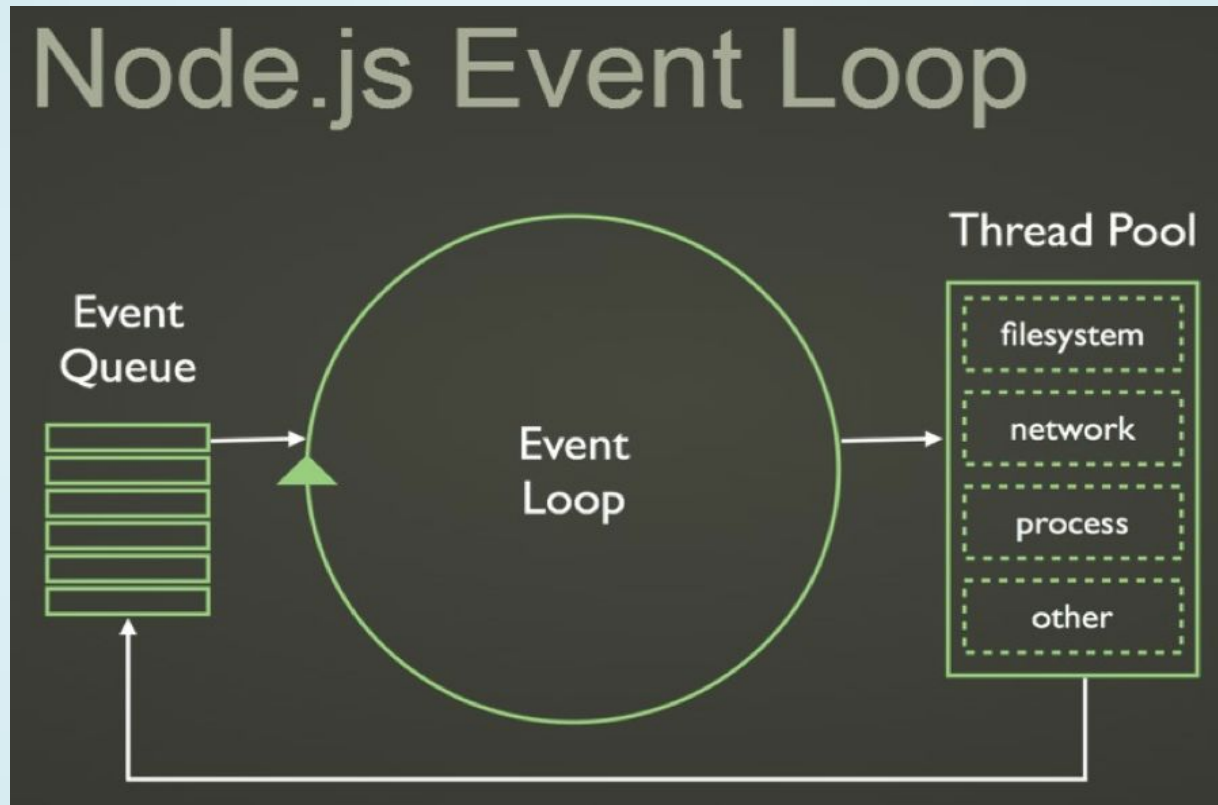 Node.js Event Loop
Event
Queue
Event
Loop
Thread Pool
filesystem
network
process
other